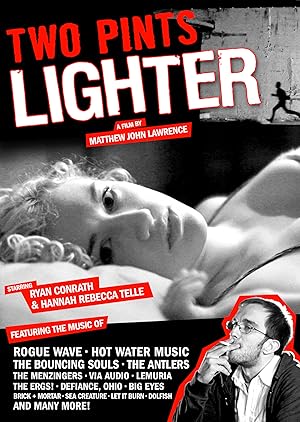 TWO PINTS
LIGHTER
A FILM BY
MATTHEW JOHN LAWRENCE
STARRING
RYAN CONRATH
& HANNAH REBECCA TELLE
FEATURING THE MUSIC OF
ROGUE WAVE • HOT WATER MUSIC
THE BOUNCING SOULS • THE ANTLERS
THE MENZINGERS • VIA AUDIO • LEMURIA
THE ERGS! • DEFIANCE, OHIO • BIG EYES
BRICK + MORTAR • SEA CREATURE • LET IT BURN • DOLFISH
AND MANY MORE!